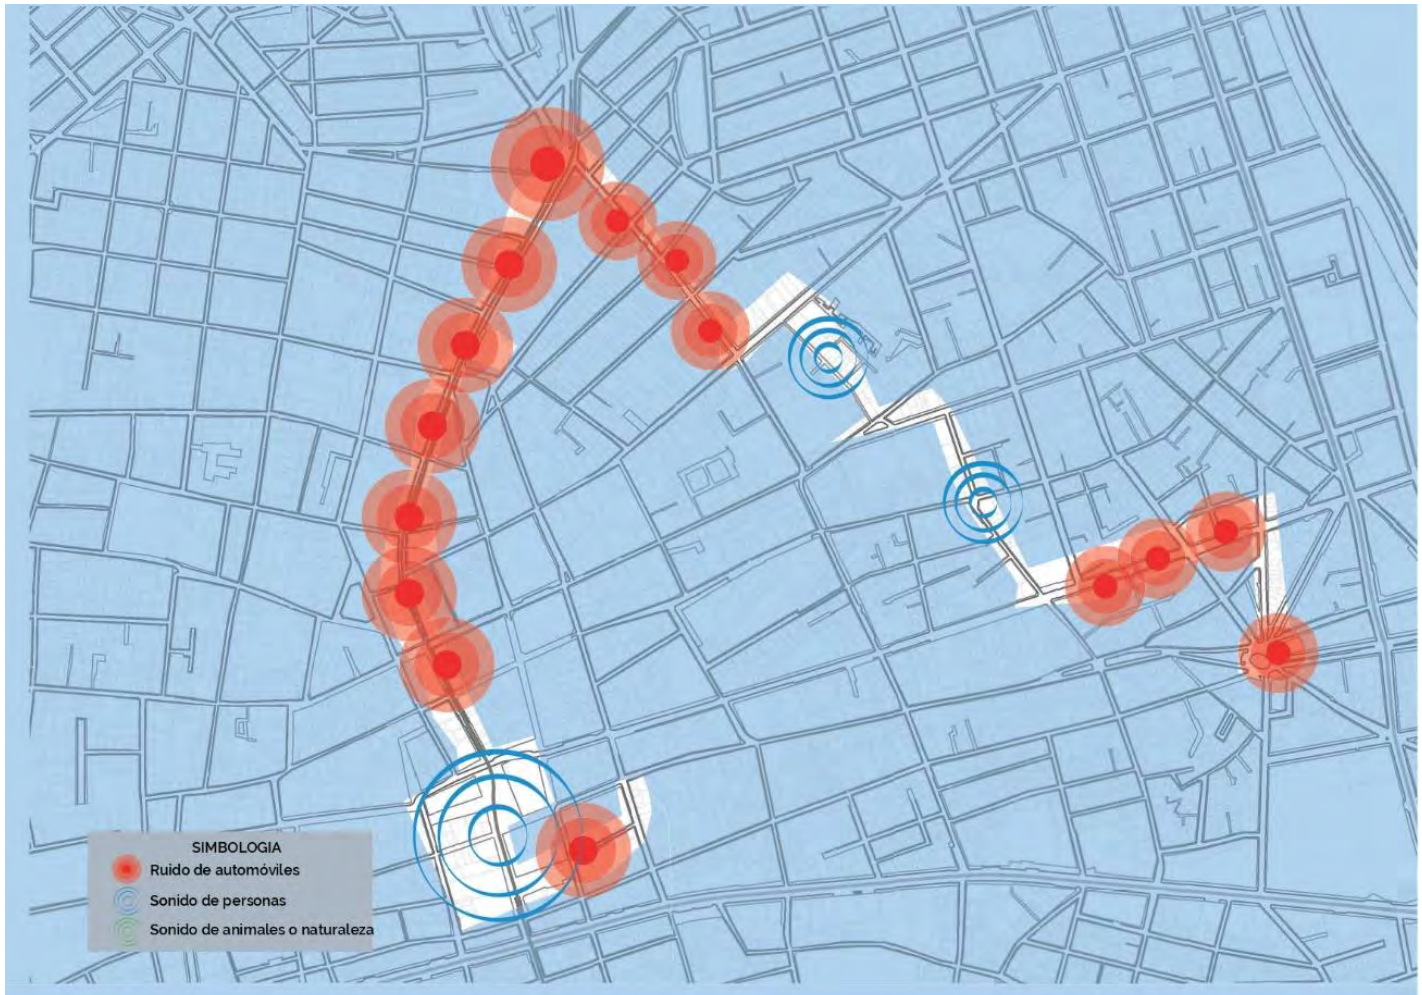 SIMBOLOGIA
Ruido de automóviles
Sonido de personas
Sonido de animales o naturaleza